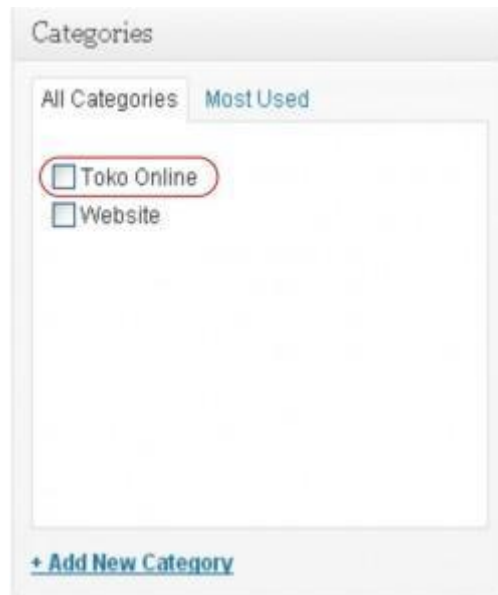 Categories
All Categories Most Used
Toko Online
Website
+ Add New Category